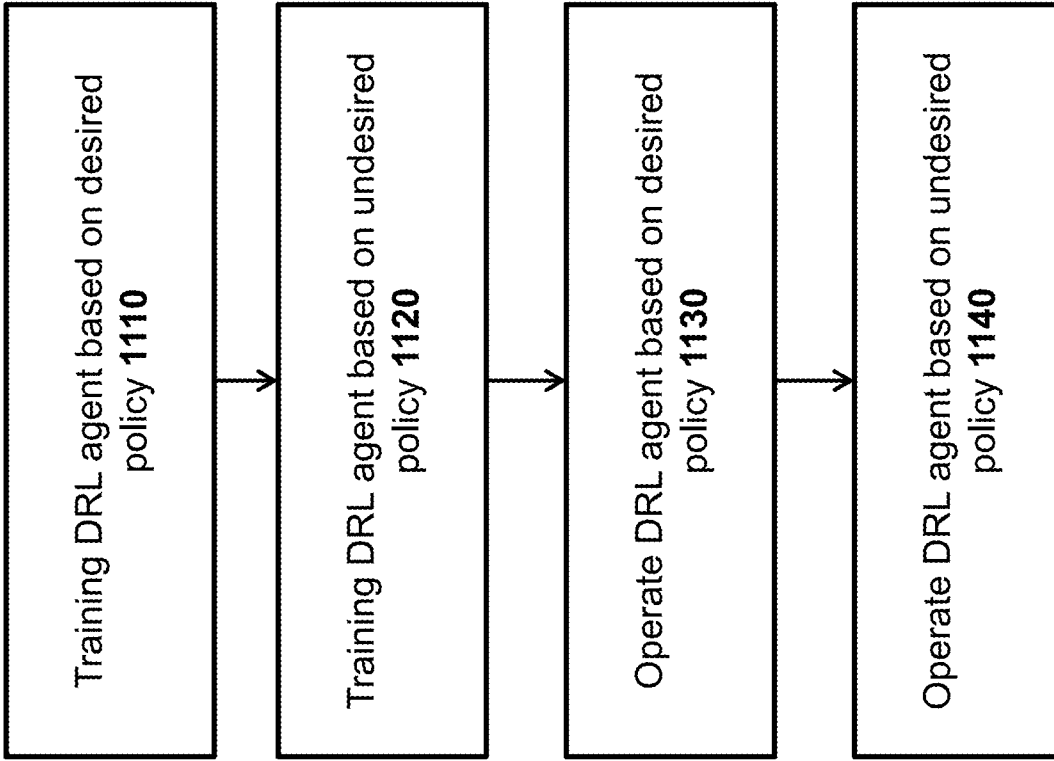 Training DRL agent based on desired
policy 1110
Training DRL agent based on undesired
policy 1120
Operate DRL agent based on desired
policy 1130
Operate DRL agent based on undesired
policy 1140